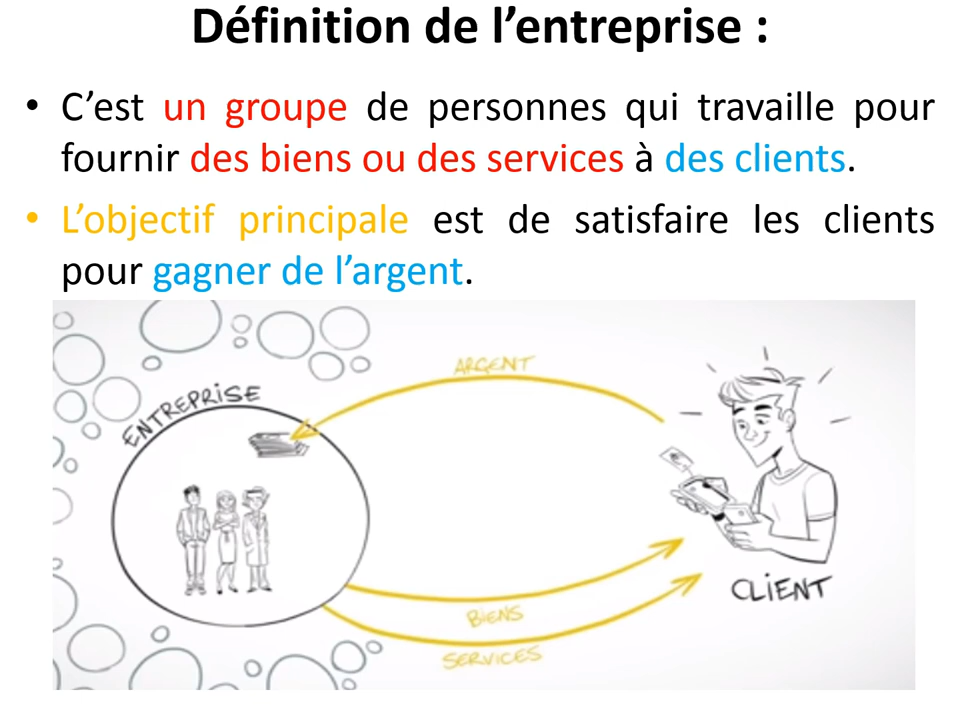 Définition de l’entreprise :
• C’est un groupe de personnes qui travaille pour
fournir des biens ou des services à des clients.
• L’objectif principale est de satisfaire les clients
pour gagner de l’argent.
ARGENT
ENTREPRISE
CLIENT
BIENS
SERVICES